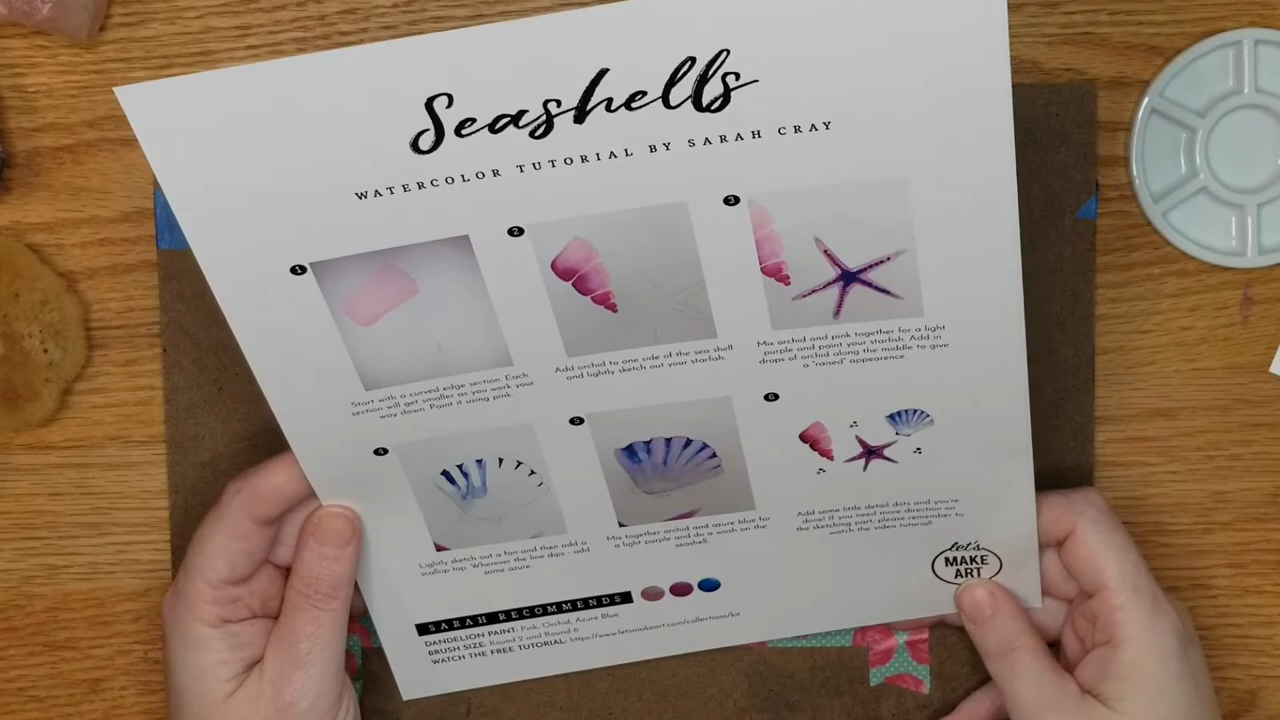 Seashells
WATERCOLOR TUTORIAL BY SARAH CRAY
1
Start with a curved edge section. Each
section will get smaller as you work your
way down. Paint it using pink.
2
Add orchid to one side of the sea shell
and lightly sketch out your starfish.
3
Mix orchid and pink together for a light
purple and paint your starfish. Add in
drops of orchid along the middle to give
a "raised" appearence.
4
Lightly sketch out a fan and then add a
scallop top. Wherever the line dips - add
some azure.
5
Mix together orchid and azure blue for
a light purple and do a wash on the
seashell.
6
Add some little detail dots and you're
done! If you need more direction on
the sketching part, please remember to
watch the video tutorial!
SARAH RECOMMENDS
DANDELION PAINT: Pink, Orchid, Azure Blue
BRUSH SIZE: Round 2 and Round 6
WATCH THE FREE TUTORIAL: https://www.letsmakeart.com/collections/kit
let's
MAKE
ART